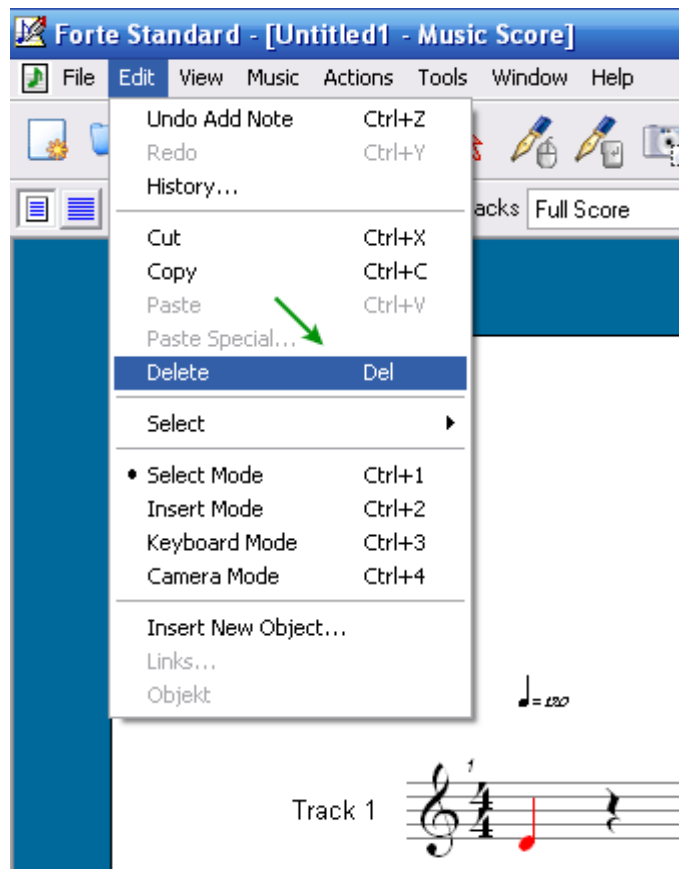 Forte Standard - [Untitled1 - Music Score]
File Edit View Music Actions Tools Window Help
Undo Add Note Ctrl+Z
Redo Ctrl+Y
History...
acks Full Score
Cut Ctrl+X
Copy Ctrl+C
Paste Ctrl+V
Paste Special...
Delete Del
Select
Select Mode Ctrl+1
Insert Mode Ctrl+2
Keyboard Mode Ctrl+3
Camera Mode Ctrl+4
Insert New Object...
Links...
Objekt
= 120
1
Track 1 4 4